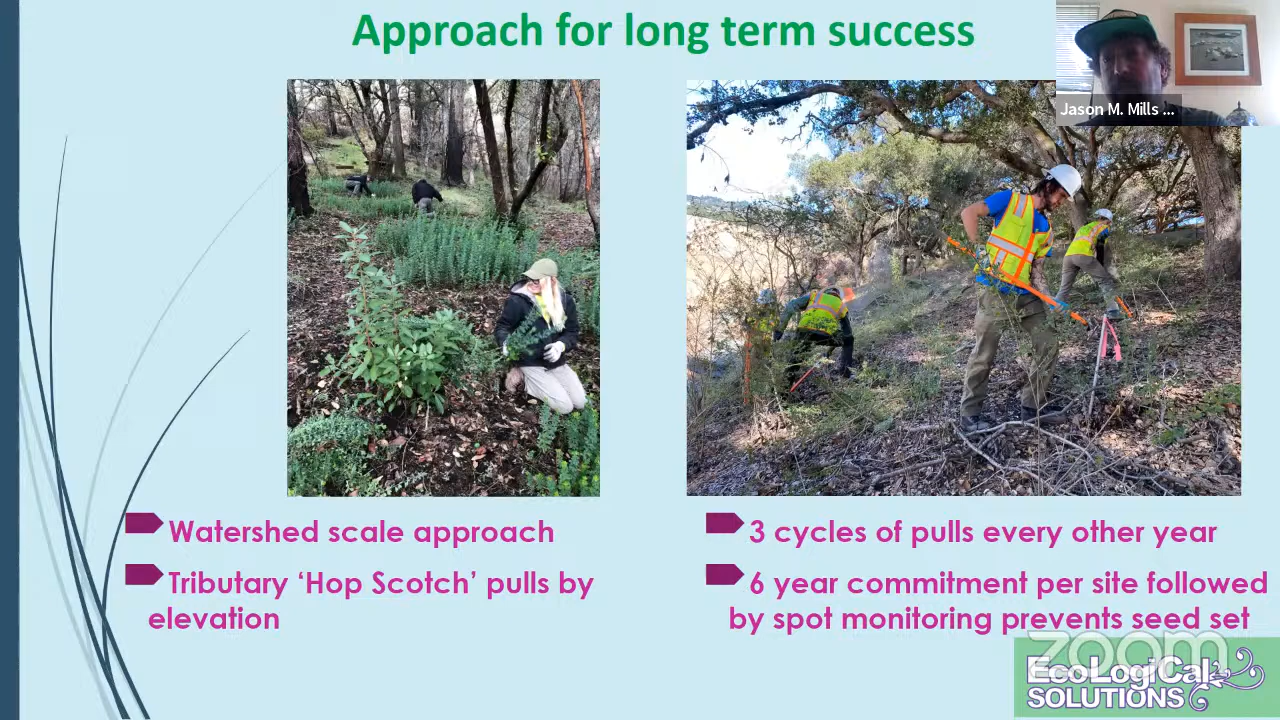 Approach for long term success
Jason M. Mills ...
Watershed scale approach
Tributary ‘Hop Scotch’ pulls by
elevation
3 cycles of pulls every other year
6 year commitment per site followed
by spot monitoring prevents seed set
zoom
EcoLogiCal
SOLUTIONS